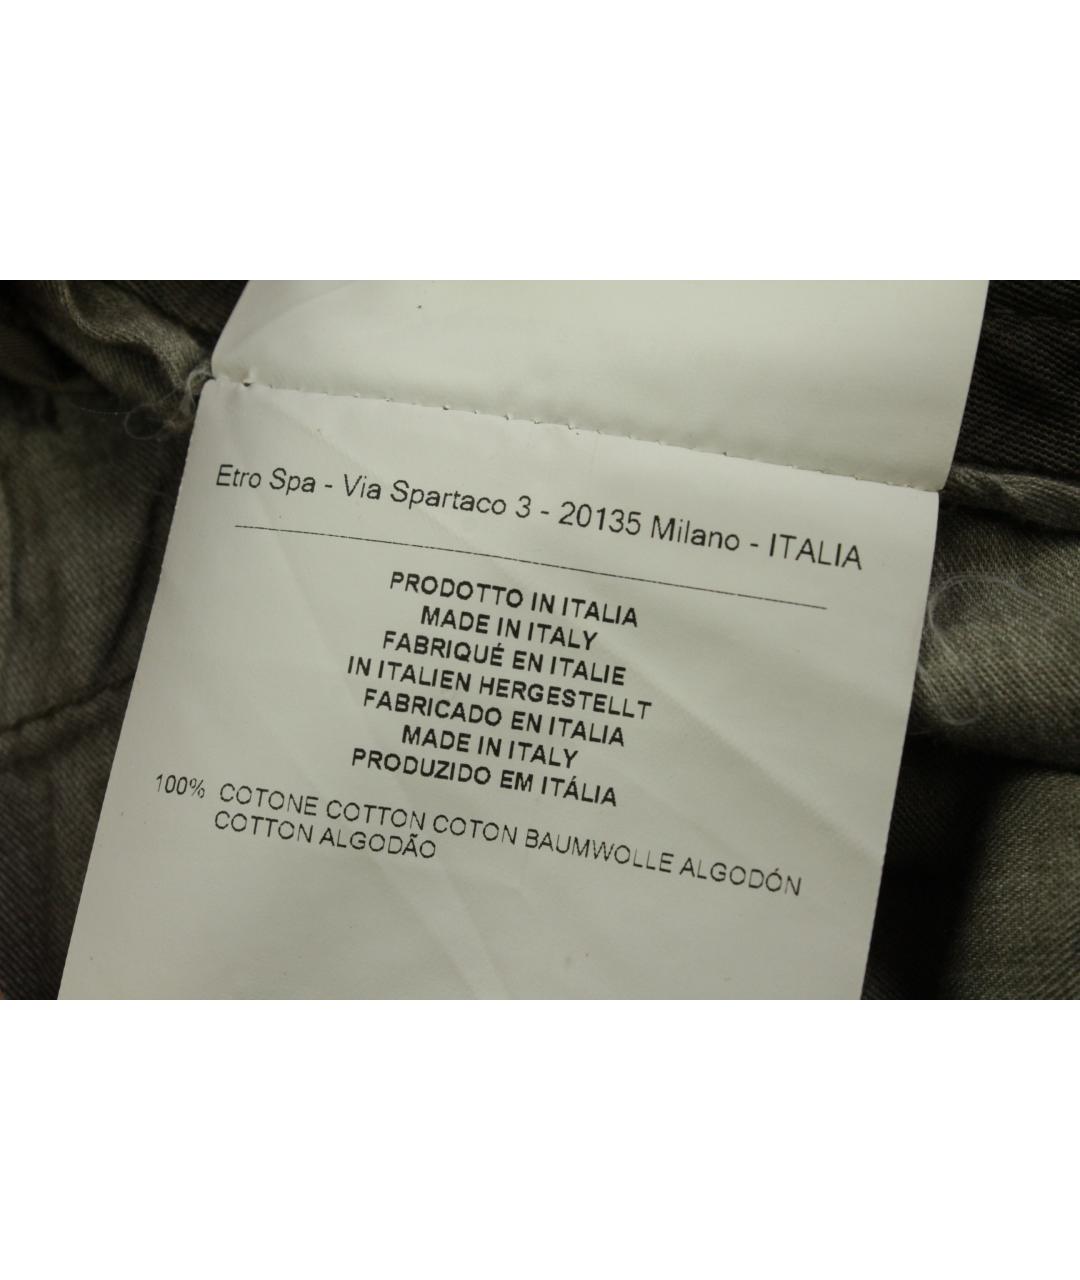 Etro Spa - Via Spartaco 3 - 20135 Milano - ITALIA
PRODOTTO IN ITALIA
MADE IN ITALY
FABRIQUÉ EN ITALIE
IN ITALIEN HERGESTELLT
FABRICADO EN ITALIA
MADE IN ITALY
PRODUZIDO EM ITÁLIA
100% COTONE COTTON COTON BAUMWOLLE ALGODÓN
COTTON ALGODÃO